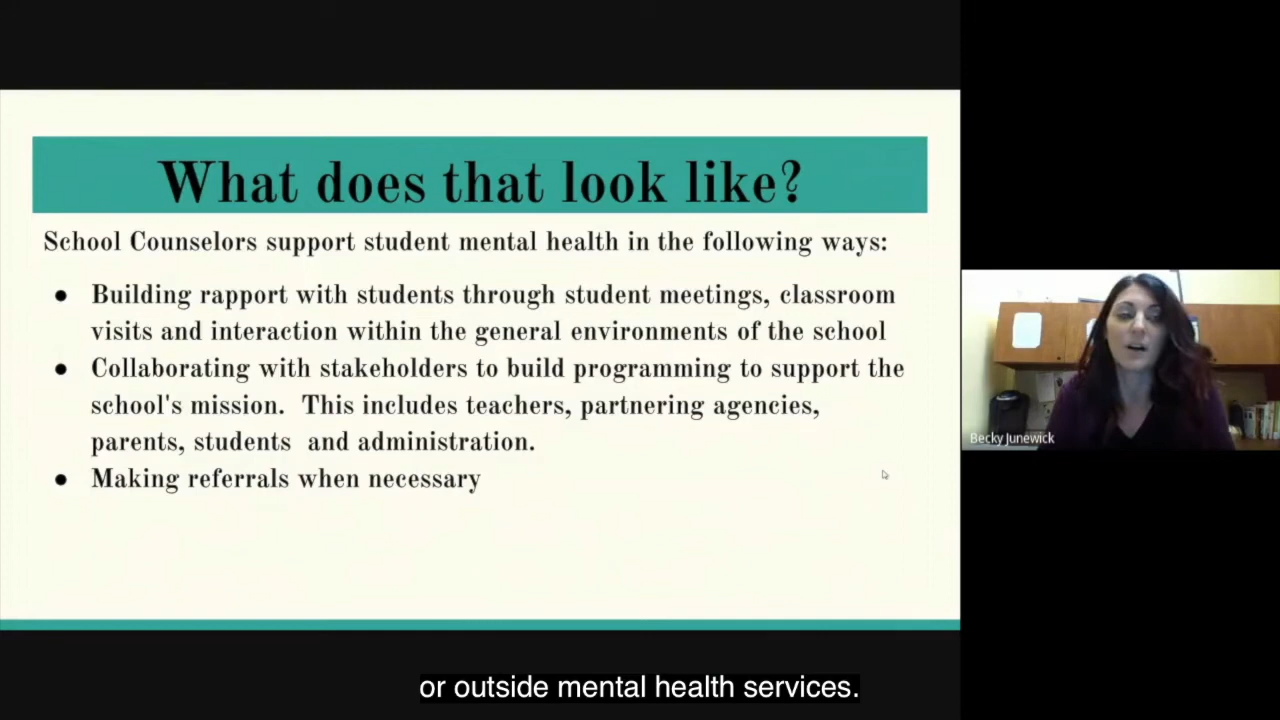 What does that look like?
School Counselors support student mental health in the following ways:
● Building rapport with students through student meetings, classroom
visits and interaction within the general environments of the school
● Collaborating with stakeholders to build programming to support the
school's mission.  This includes teachers, partnering agencies,
parents, students  and administration.
● Making referrals when necessary
Becky Junewick
or outside mental health services.